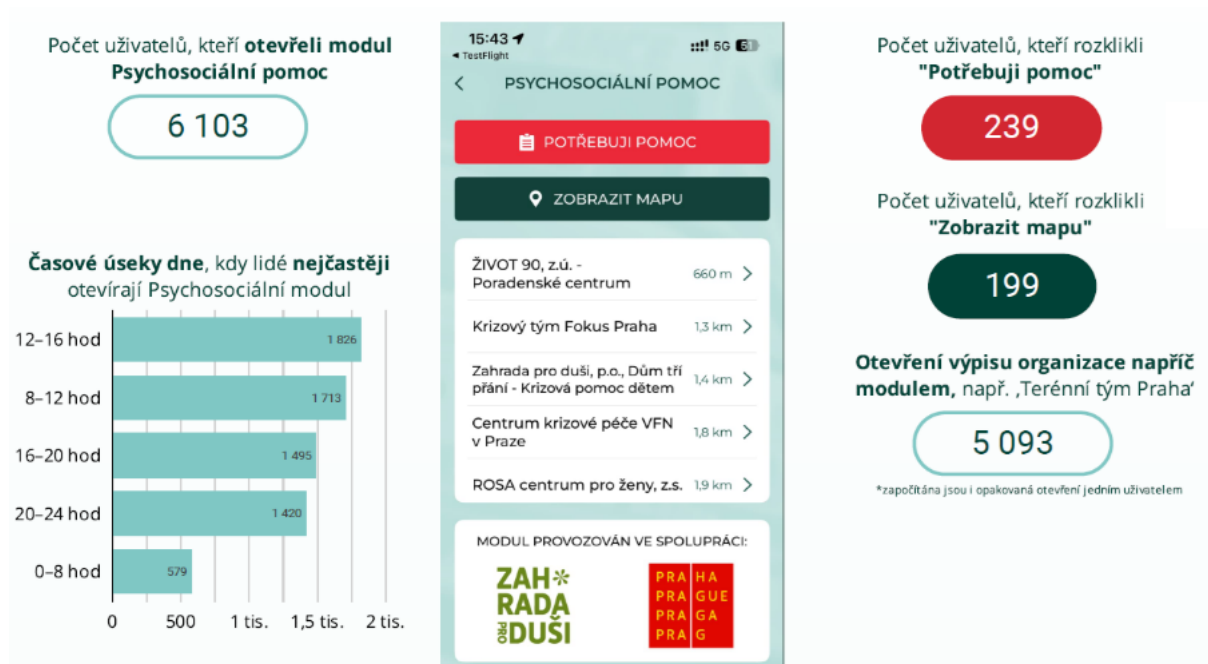 Počet uživatelů, kteří otevřeli modul
Psychosociální pomoc
6 103
Časové úseky dne, kdy lidé nejčastěji
otevírají Psychosociální modul
12–16 hod
1 826
8–12 hod
1 713
16–20 hod
1 495
20–24 hod
1 420
0–8 hod
579
0 500 1 tis. 1,5 tis. 2 tis.
15:43
5G
TestFlight
PSYCHOSOCIÁLNÍ POMOC
POTŘEBUJI POMOC
ZOBRAZIT MAPU
ŽIVOT 90, z.ú. -
Poradenské centrum
660 m
Krizový tým Fokus Praha 1,3 km
Zahrada pro duši, p.o., Dům tří
přání - Krizová pomoc dětem
1,4 km
Centrum krizové péče VFN
v Praze
1,8 km
ROSA centrum pro ženy, z.s. 1,9 km
MODUL PROVOZOVÁN VE SPOLUPRÁCI:
ZAH
RADA
PRO DUŠI
PRA HA
PRA GUE
PRA GA
PRA G
Počet uživatelů, kteří rozklikli
"Potřebuji pomoc"
239
Počet uživatelů, kteří rozklikli
"Zobrazit mapu"
199
Otevření výpisu organizace napříč
modulem, např. ‚Terénní tým Praha‘
5 093
*započítána jsou i opakovaná otevření jedním uživatelem